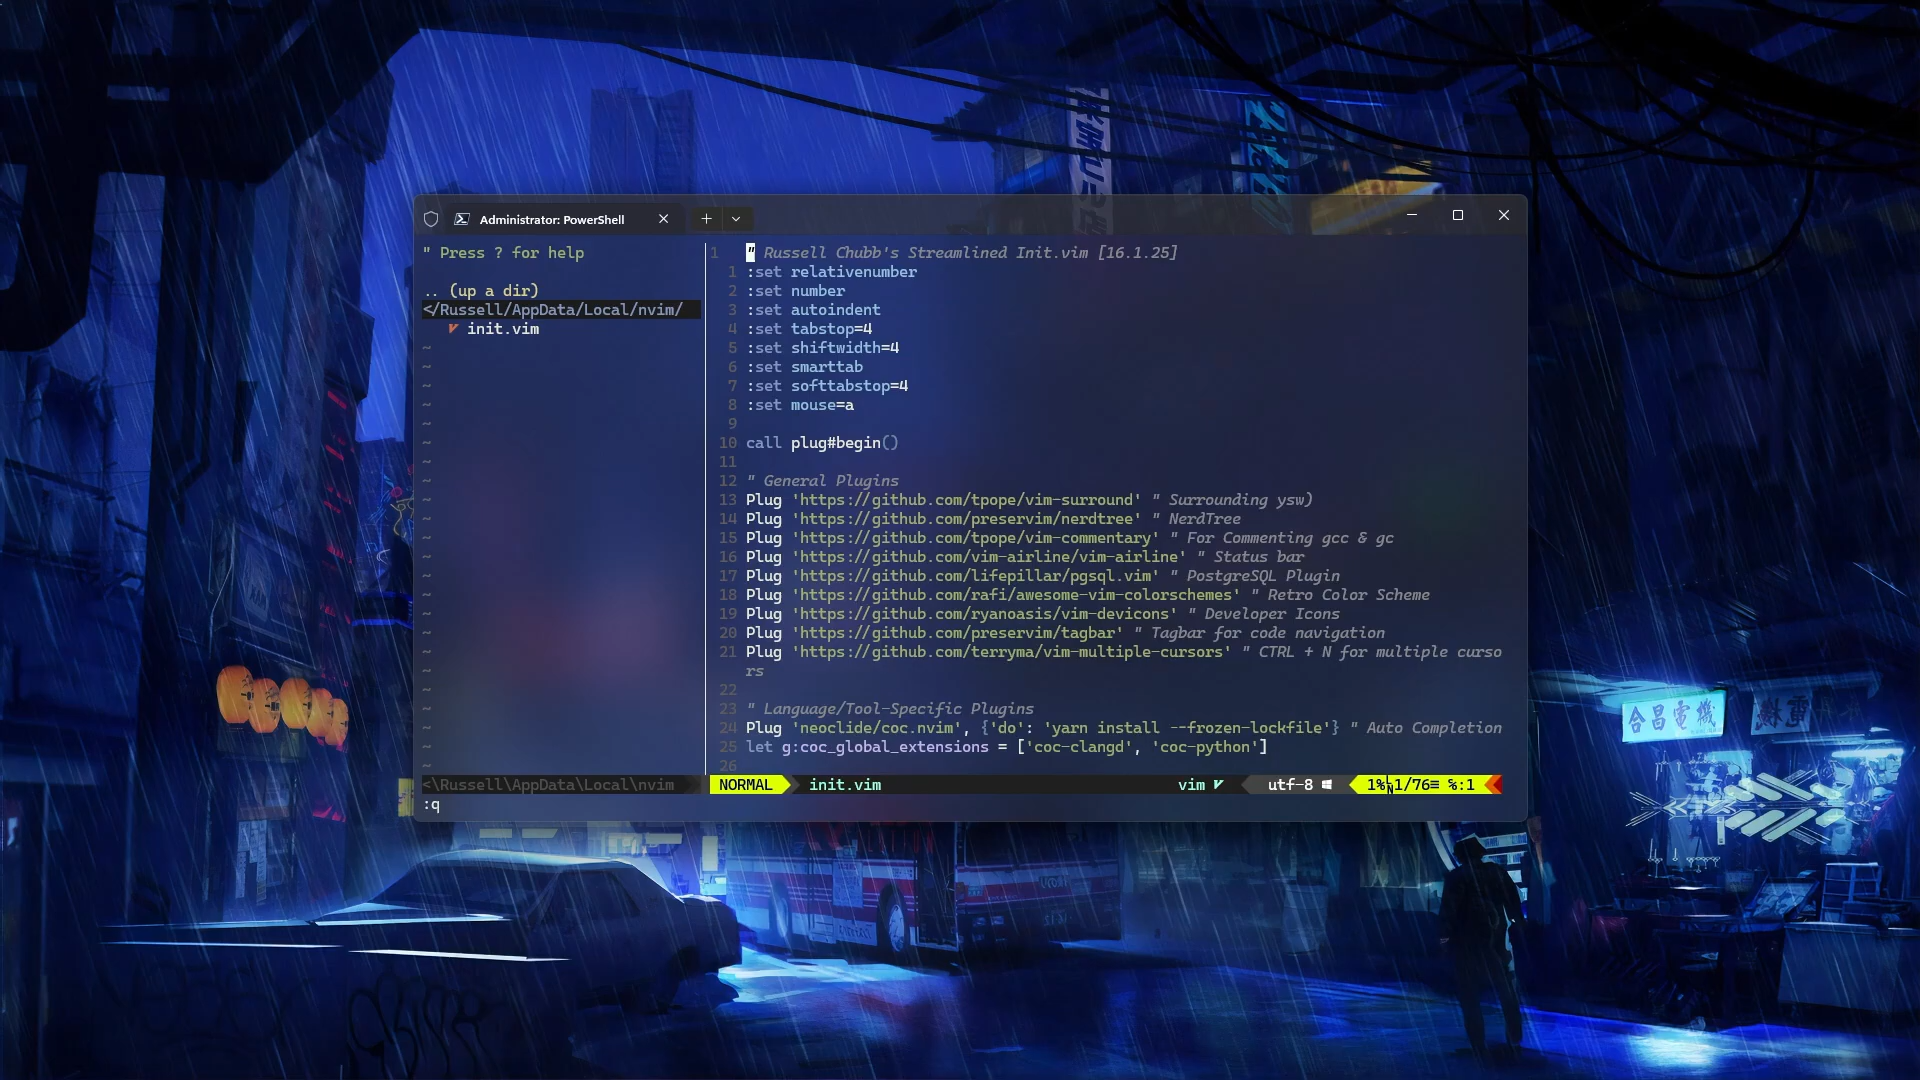 Administrator: PowerShell
" Press ? for help
.. (up a dir)
</Russell/AppData/Local/nvim/
init.vim
<\Russell\AppData\Local\nvim
1 " Russell Chubb's Streamlined Init.vim [16.1.25]
1 :set relativenumber
2 :set number
3 :set autoindent
4 :set tabstop=4
5 :set shiftwidth=4
6 :set smarttab
7 :set softtabstop=4
8 :set mouse=a
9
10 call plug#begin()
11
12 " General Plugins
13 Plug 'https://github.com/tpope/vim-surround' " Surrounding ysw)
14 Plug 'https://github.com/preservim/nerdtree' " NerdTree
15 Plug 'https://github.com/tpope/vim-commentary' " For Commenting gcc & gc
16 Plug 'https://github.com/vim-airline/vim-airline' " Status bar
17 Plug 'https://github.com/lifepillar/pgsql.vim' " PostgreSQL Plugin
18 Plug 'https://github.com/rafi/awesome-vim-colorschemes' " Retro Color Scheme
19 Plug 'https://github.com/ryanoasis/vim-devicons' " Developer Icons
20 Plug 'https://github.com/preservim/tagbar' " Tagbar for code navigation
21 Plug 'https://github.com/terryma/vim-multiple-cursors' " CTRL + N for multiple curso
rs
22
23 " Language/Tool-Specific Plugins
24 Plug 'neoclide/coc.nvim', {'do': 'yarn install --frozen-lockfile'} " Auto Completion
25 let g:coc_global_extensions = ['coc-clangd', 'coc-python']
26
NORMAL init.vim vim utf-8 1% 1/76 :1
:q
合昌電機